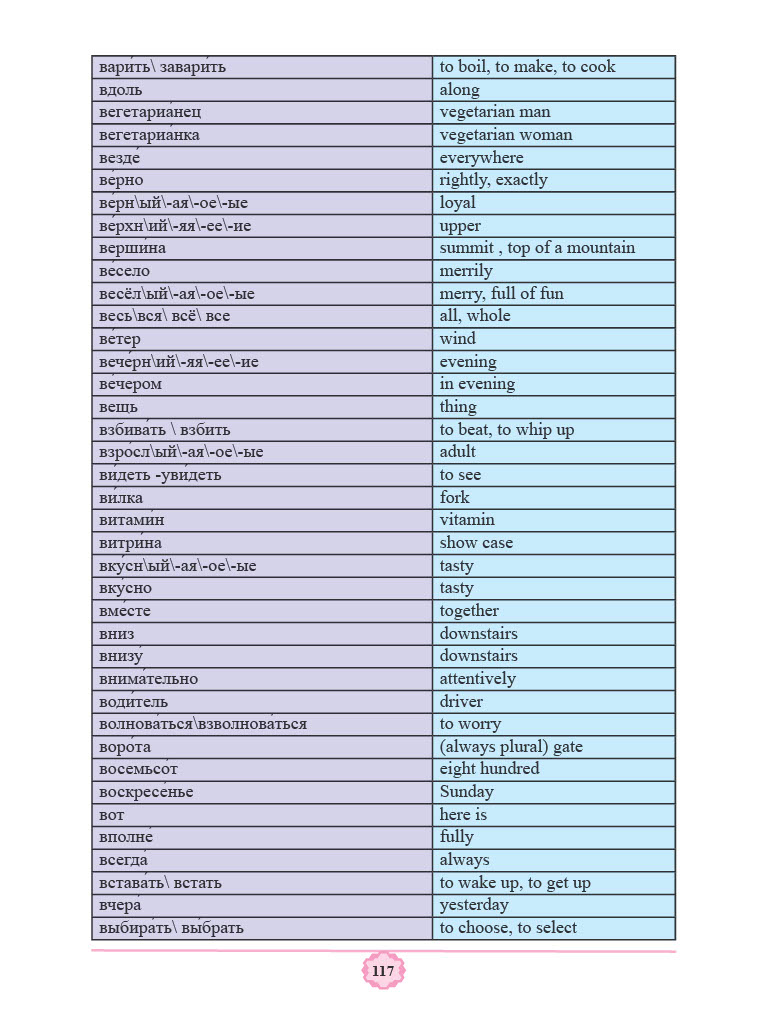 вари́ть\ завари́ть to boil, to make, to cook
вдоль along
вегетариа́нец vegetarian man
вегетариа́нка vegetarian woman
везде́ everywhere
ве́рно rightly, exactly
ве́рн\ый\-ая\-ое\-ые loyal
ве́рхн\ий\-яя\-ее\-ие upper
верши́на summit , top of a mountain
ве́село merrily
весёл\ый\-ая\-ое\-ые merry, full of fun
весь\вся\ всё\ все all, whole
ве́тер wind
вече́рн\ий\-яя\-ее\-ие evening
ве́чером in evening
вещь thing
взбива́ть \ взбить to beat, to whip up
взро́сл\ый\-ая\-ое\-ые adult
ви́деть -уви́деть to see
ви́лка fork
витами́н vitamin
витри́на show case
вку́сн\ый\-ая\-ое\-ые tasty
вку́сно tasty
вме́сте together
вниз downstairs
внизу́ downstairs
внима́тельно attentively
води́тель driver
волнова́ться\взволнова́ться to worry
воро́та (always plural) gate
восемьсо́т eight hundred
воскресе́нье Sunday
вот here is
вполне́ fully
всегда́ always
встава́ть\ встать to wake up, to get up
вчера́ yesterday
выбира́ть\ вы́брать to choose, to select
117